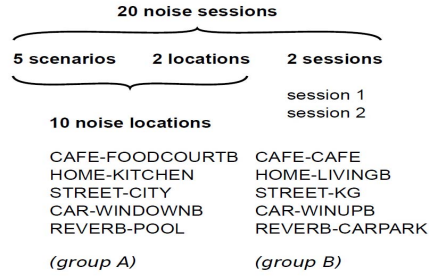 20 noise sessions
5 scenarios 2 locations 2 sessions
session 1
session 2
10 noise locations
CAFE-FOODCOURTB CAFE-CAFE
HOME-KITCHEN HOME-LIVINGB
STREET-CITY STREET-KG
CAR-WINDOWNB CAR-WINUPB
REVERB-POOL REVERB-CARPARK
(group A) (group B)